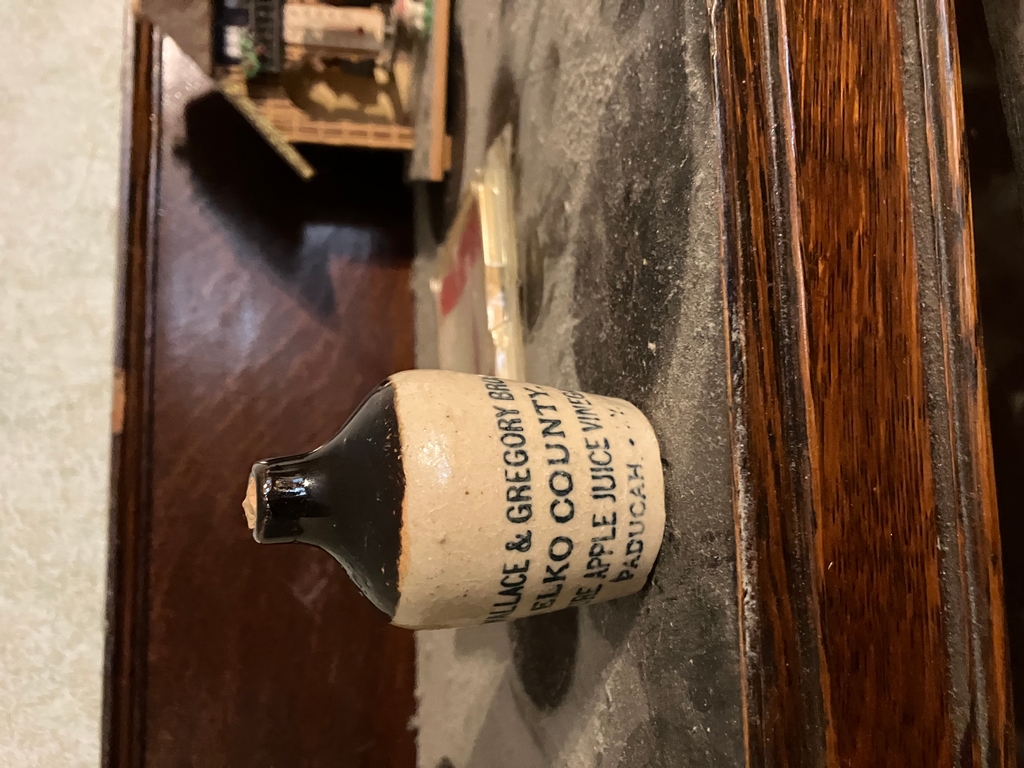 & GREGORY
ELKO COUNTY
APPLE JUICE
PADUCAH.